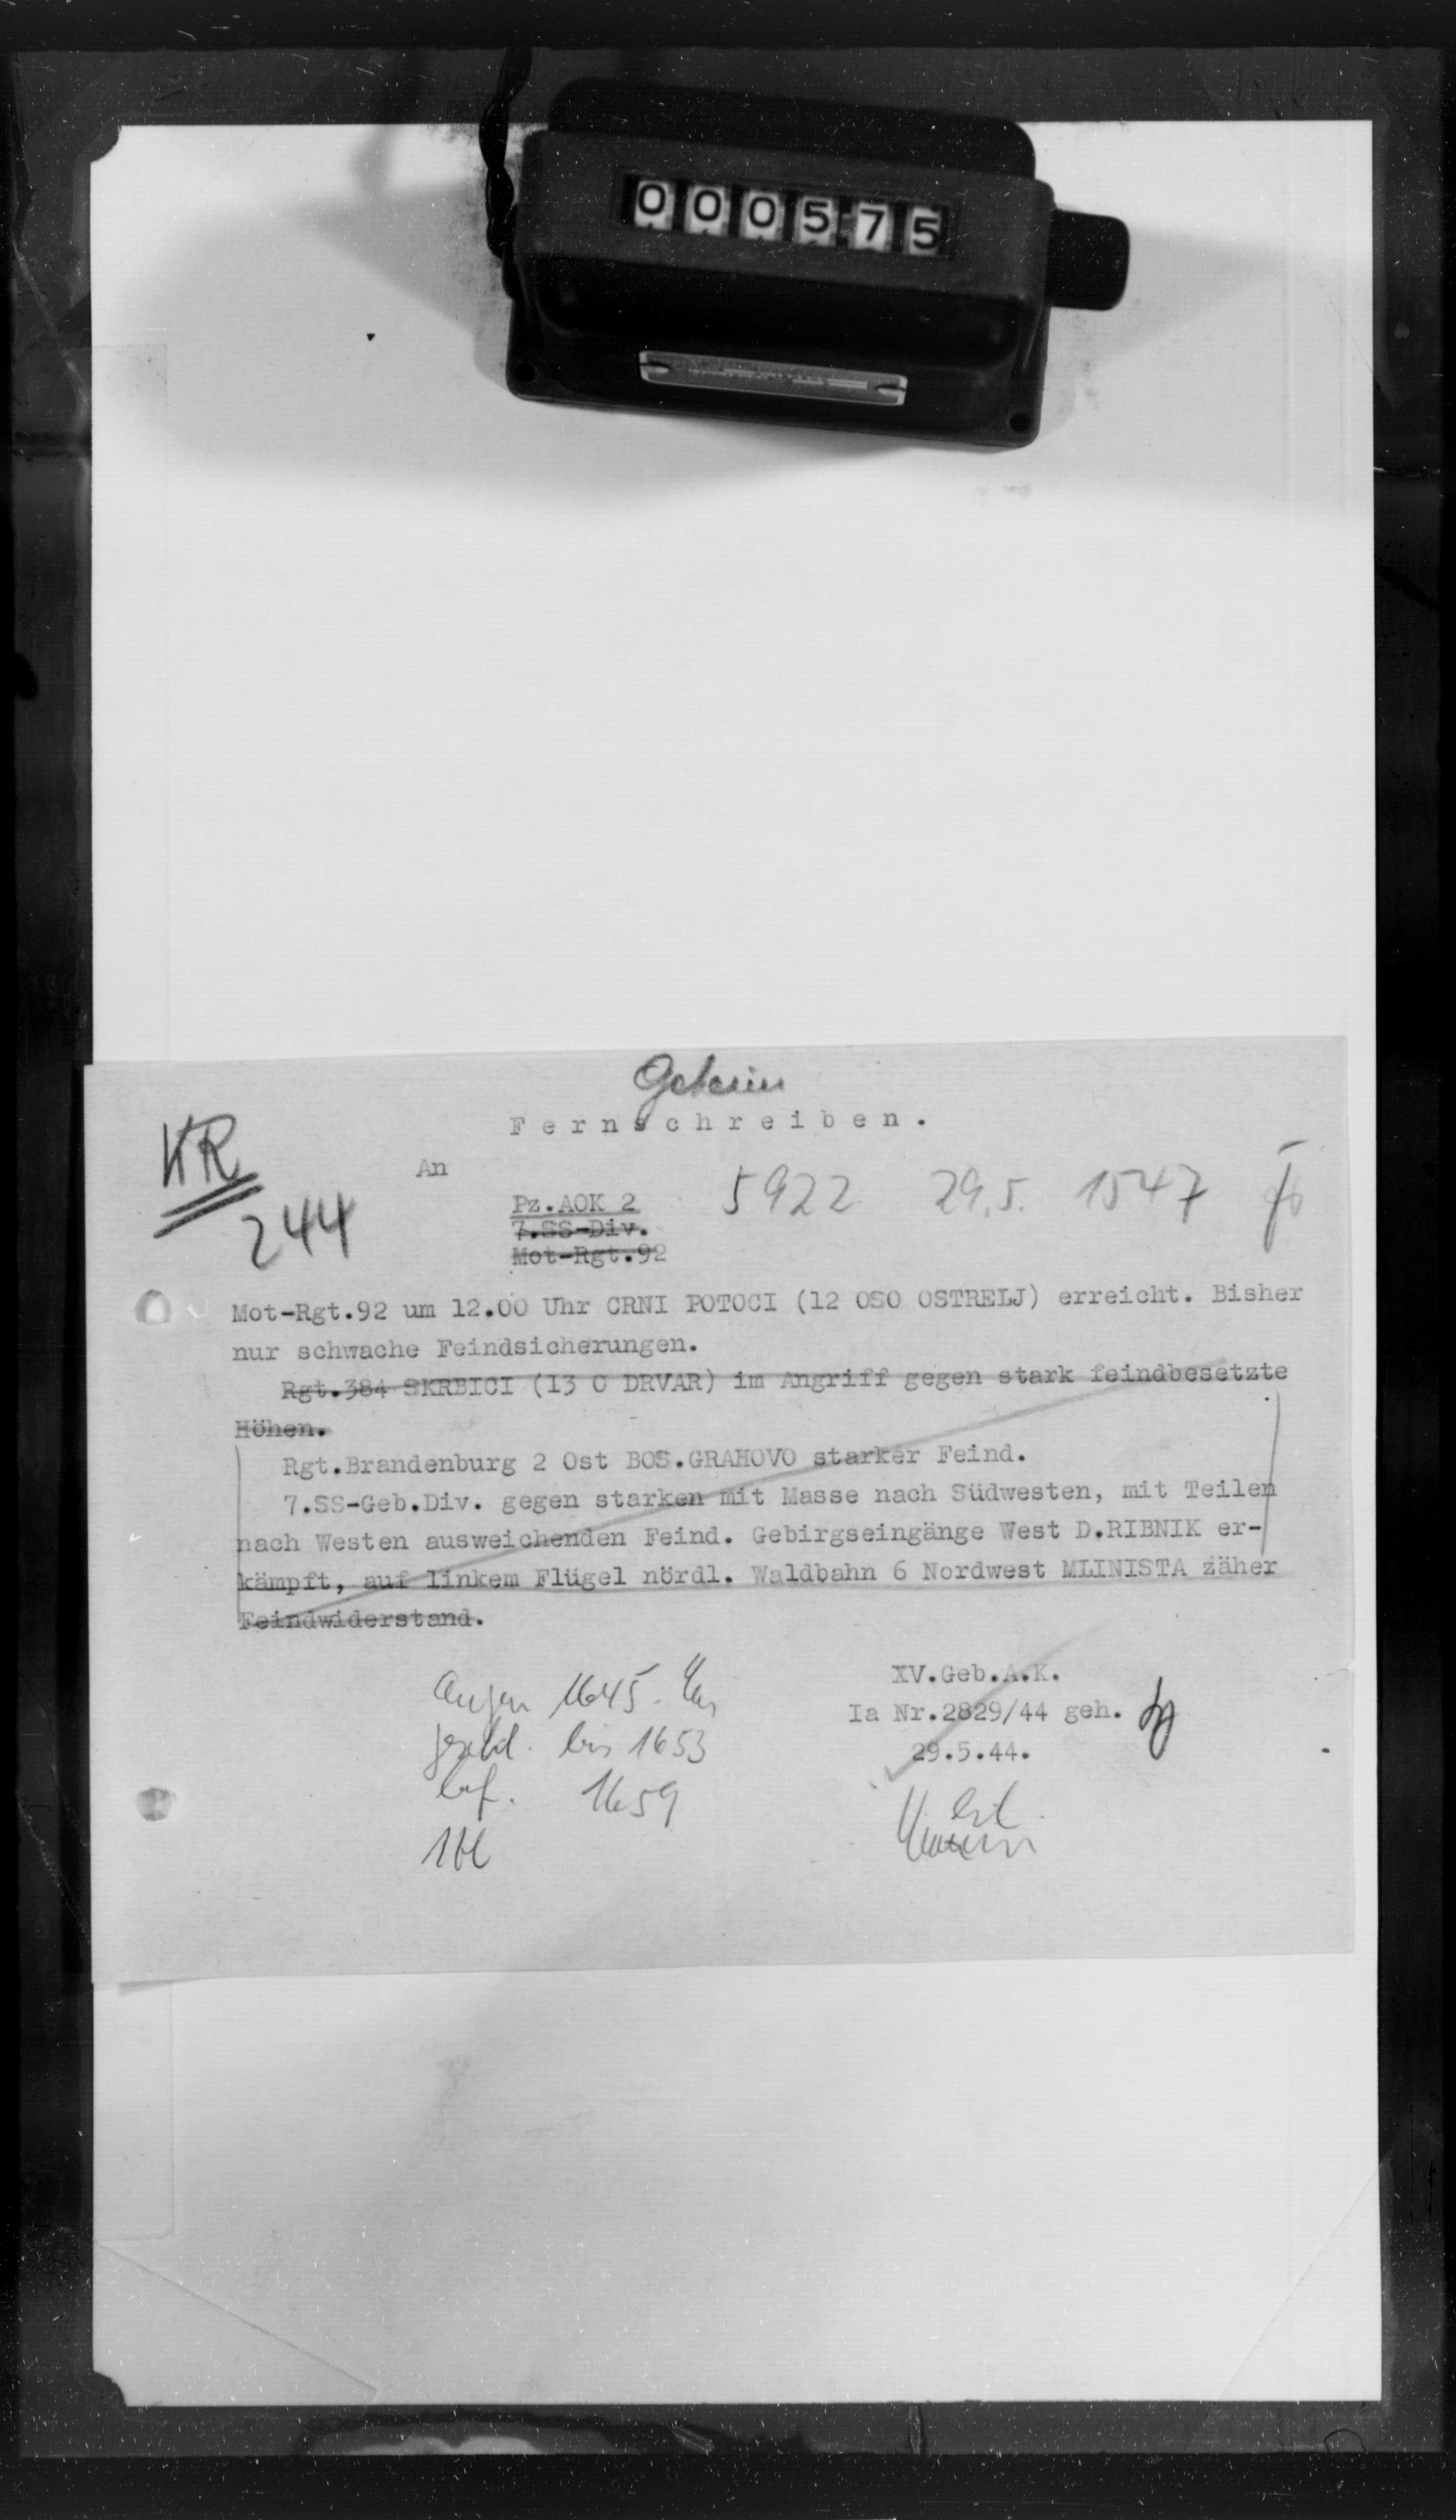 000575
Geheim
Fernschreiben.
KR
An
244
Pz.AOK 2
5922 29.5. 1547
7.SS-Div.
Mot-Rgt.92
Mot-Rgt.92 um 12.00 Uhr CRNI POTOCI (12 OSO OSTRELJ) erreicht. Bisher
nur schwache Feindsicherungen.
Rgt.384 SKRBICI (13 O DRVAR) im Angriff gegen stark feindbesetzte
Höhen.
Rgt.Brandenburg 2 Ost BOS.GRAHOVO starker Feind.
7.SS-Geb.Div. gegen starken mit Masse nach Südwesten, mit Teilen
nach Westen ausweichenden Feind. Gebirgseingänge West D.RIBNIK er-
kämpft, auf linkem Flügel nördl. Waldbahn 6 Nordwest MLINISTA zäher
Feindwiderstand.
XV.Geb.A.K.
Ia Nr.2829/44 geh.
29.5.44.
1645
bis 1653
1659